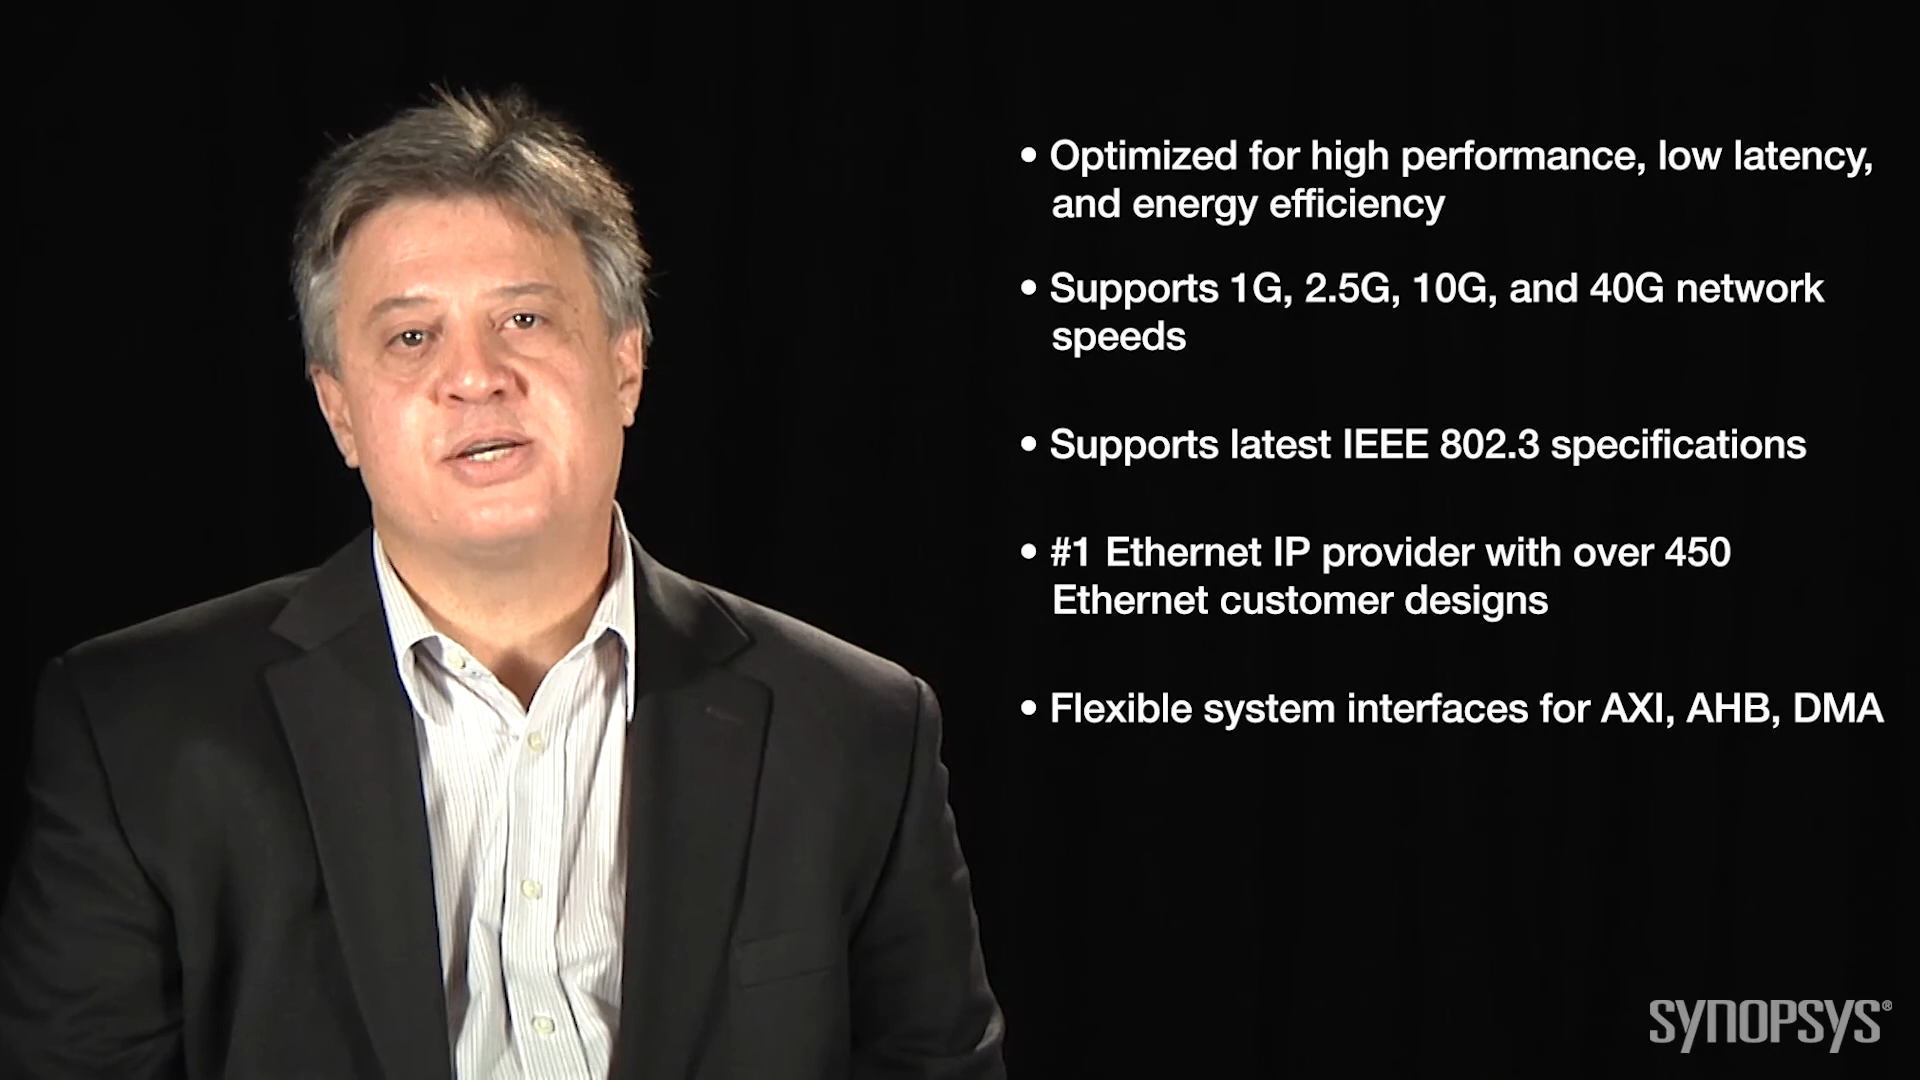 • Optimized for high performance, low latency,
and energy efficiency
• Supports 1G, 2.5G, 10G, and 40G network
speeds
• Supports latest IEEE 802.3 specifications
• #1 Ethernet IP provider with over 450
Ethernet customer designs
• Flexible system interfaces for AXI, AHB, DMA
SYNOPSYS®